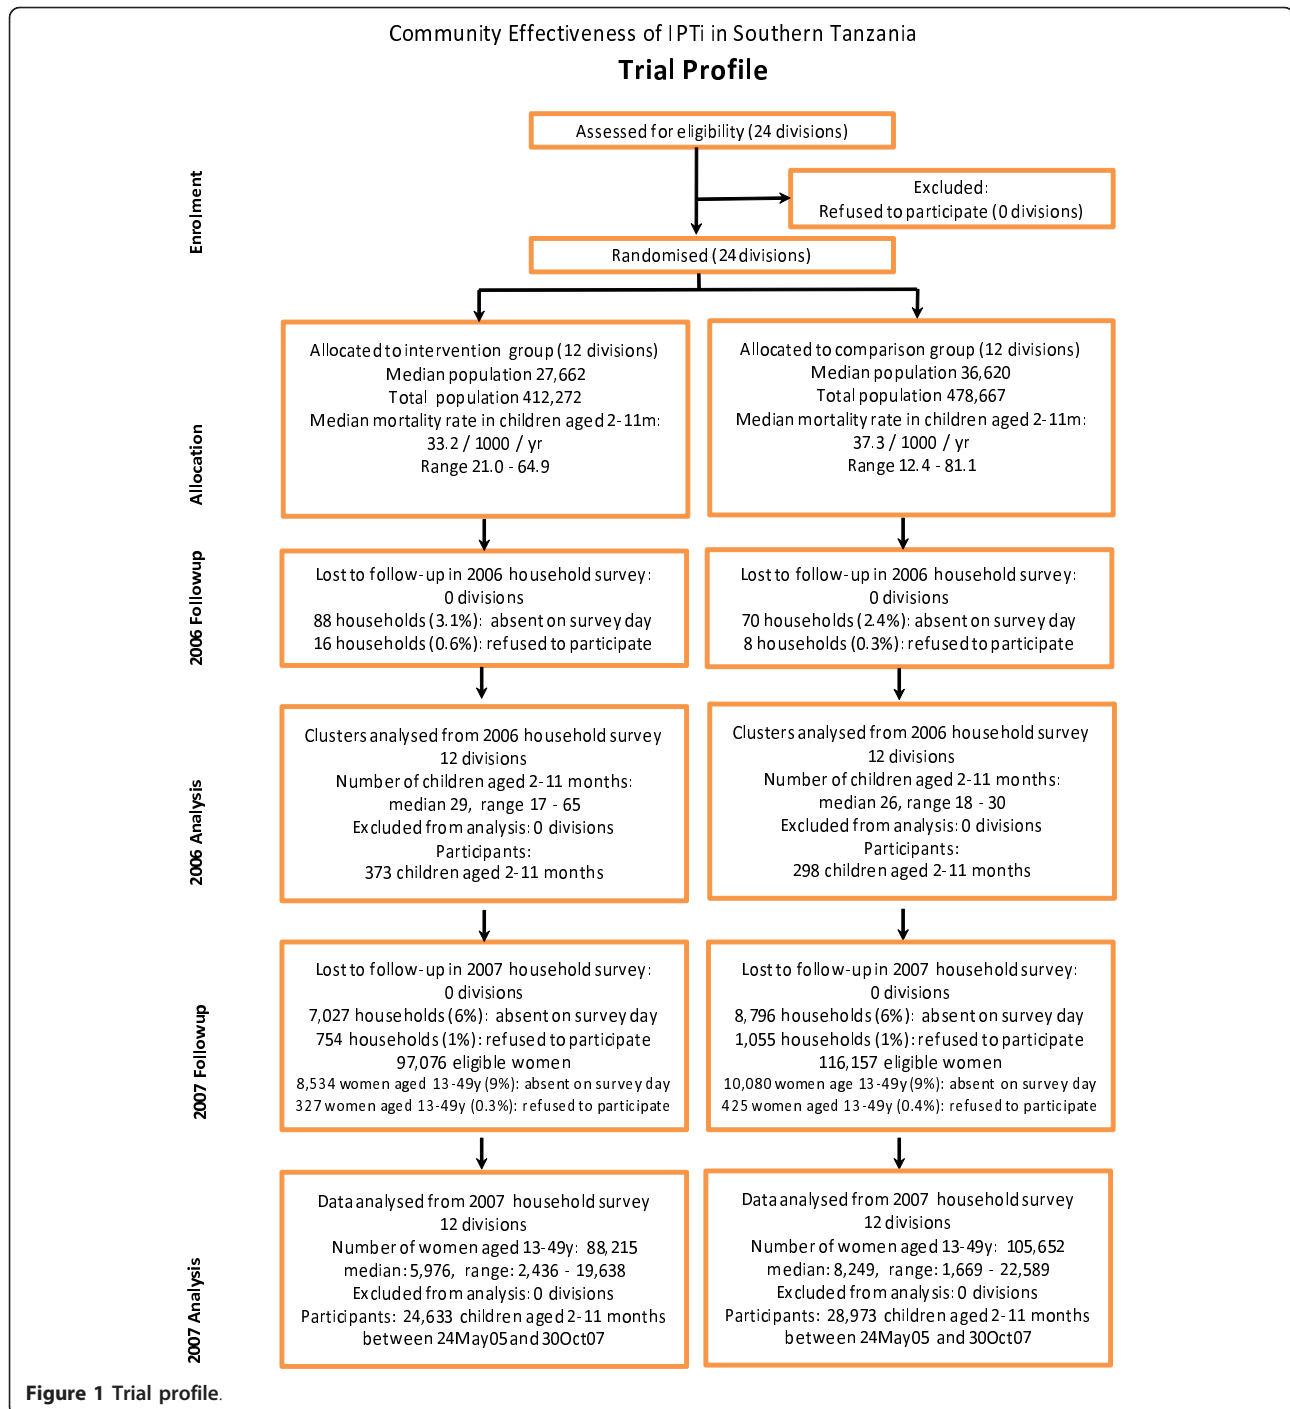 Community Effectiveness of IPTi in Southern Tanzania
Trial Profile
Assessed for eligibility (24 divisions)
Enrolment
Excluded:
Refused to participate (0 divisions)
Randomised (24 divisions)
Allocation
Allocated to intervention group (12 divisions)
Median population 27,662
Total population 412,272
Median mortality rate in children aged 2-11m:
33.2 / 1000 / yr
Range 21.0 - 64.9
Allocated to comparison group (12 divisions)
Median population 36,620
Total population 478,667
Median mortality rate in children aged 2-11m:
37.3 / 1000 / yr
Range 12.4 - 81.1
2006 Followup
Lost to follow-up in 2006 household survey:
0 divisions
88 households (3.1%): absent on survey day
16 households (0.6%): refused to participate
Lost to follow-up in 2006 household survey:
0 divisions
70 households (2.4%): absent on survey day
8 households (0.3%): refused to participate
2006 Analysis
Clusters analysed from 2006 household survey
12 divisions
Number of children aged 2-11 months:
median 29, range 17 - 65
Excluded from analysis: 0 divisions
Participants:
373 children aged 2-11 months
Clusters analysed from 2006 household survey
12 divisions
Number of children aged 2-11 months:
median 26, range 18 - 30
Excluded from analysis: 0 divisions
Participants:
298 children aged 2-11 months
2007 Followup
Lost to follow-up in 2007 household survey:
0 divisions
7,027 households (6%): absent on survey day
754 households (1%): refused to participate
97,076 eligible women
8,534 women aged 13-49y (9%): absent on survey day
327 women aged 13-49y (0.3%): refused to participate
Lost to follow-up in 2007 household survey:
0 divisions
8,796 households (6%): absent on survey day
1,055 households (1%): refused to participate
116,157 eligible women
10,080 women age 13-49y (9%): absent on survey day
425 women aged 13-49y (0.4%): refused to participate
2007 Analysis
Data analysed from 2007 household survey
12 divisions
Number of women aged 13-49y: 88,215
median: 5,976, range: 2,436 - 19,638
Excluded from analysis: 0 divisions
Participants: 24,633 children aged 2-11 months
between 24May05 and 30Oct07
Data analysed from 2007 household survey
12 divisions
Number of women aged 13-49y: 105,652
median: 8,249, range: 1,669 - 22,589
Excluded from analysis: 0 divisions
Participants: 28,973 children aged 2-11 months
between 24May05 and 30Oct07
Figure 1 Trial profile.